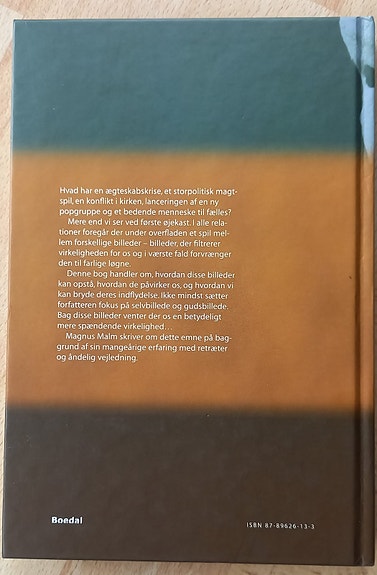 Hvad har en ægteskabskrise, et storpolitisk magt-
spil, en konflikt i kirken, lanceringen af en ny
popgruppe og et bedende menneske til fælles?
Mere end vi ser ved første øjekast. I alle rela-
tioner foregår der under overfladen et spil mel-
lem forskellige billeder – billeder, der filtrerer
virkeligheden for os og i værste fald forvrænger
den til farlige løgne.
Denne bog handler om, hvordan disse billeder
kan opstå, hvordan de påvirker os, og hvordan vi
kan bryde deres indflydelse. Ikke mindst sætter
forfatteren fokus på selvbillede og gudsbillede.
Bag disse billeder venter der os en betydeligt
mere spændende virkelighed...
Magnus Malm skriver om dette emne på bag-
grund af sin mangeårige erfaring med retræter
og åndelig vejledning.
Boedal
ISBN 87-89626-13-3